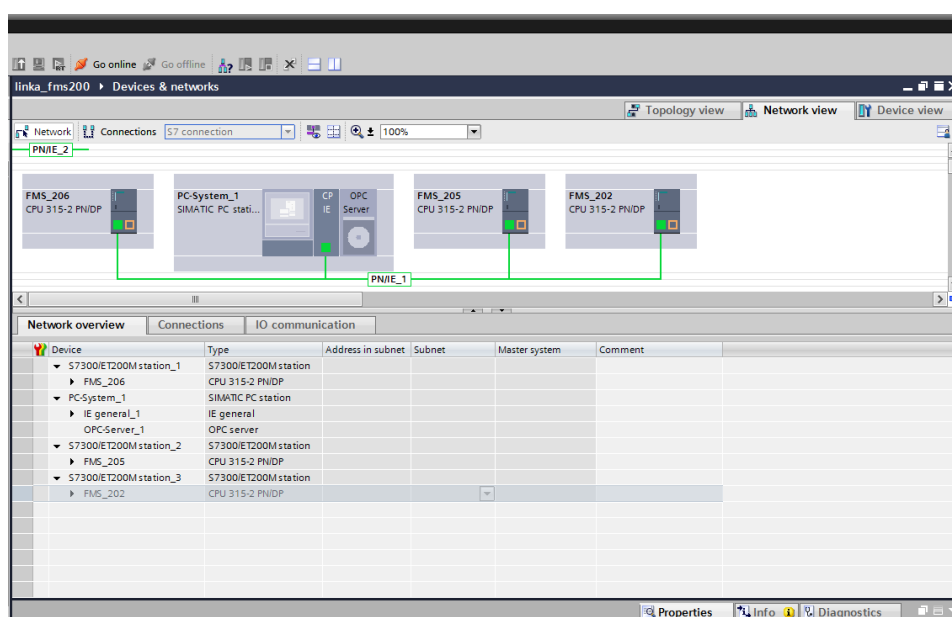 Go online Go offline
linka_fms200 Devices & networks
Topology view Network view Device view
Network Connections S7 connection 100%
PN/IE_2
FMS_206 PC-System_1 CP OPC FMS_205 FMS_202
CPU 315-2 PN/DP SIMATIC PC stati... IE Server CPU 315-2 PN/DP CPU 315-2 PN/DP
PN/IE_1
Network overview Connections IO communication
Device Type Address in subnet Subnet Master system Comment
S7300/ET200M station_1 S7300/ET200M station
FMS_206 CPU 315-2 PN/DP
PC-System_1 SIMATIC PC station
IE general_1 IE general
OPC-Server_1 OPC server
S7300/ET200M station_2 S7300/ET200M station
FMS_205 CPU 315-2 PN/DP
S7300/ET200M station_3 S7300/ET200M station
FMS_202 CPU 315-2 PN/DP
Properties Info Diagnostics